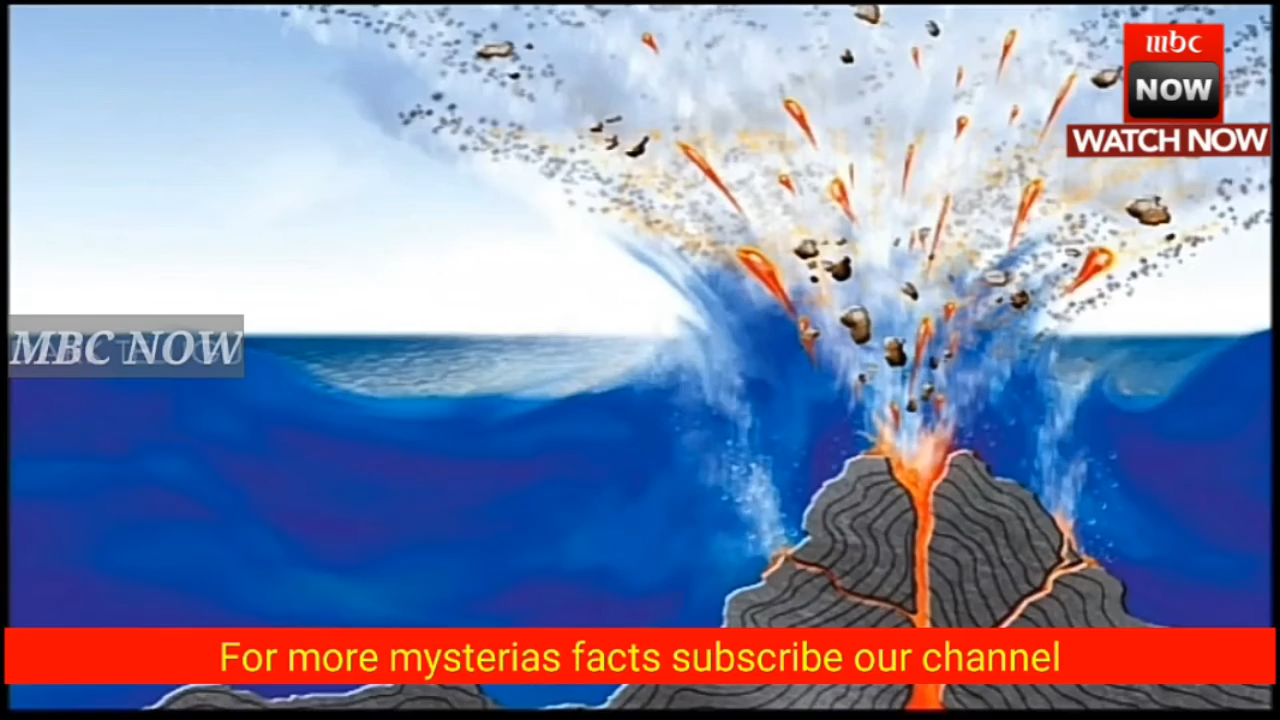 mbc
NOW
WATCH NOW
MBC NOW
For more mysterias facts subscribe our channel